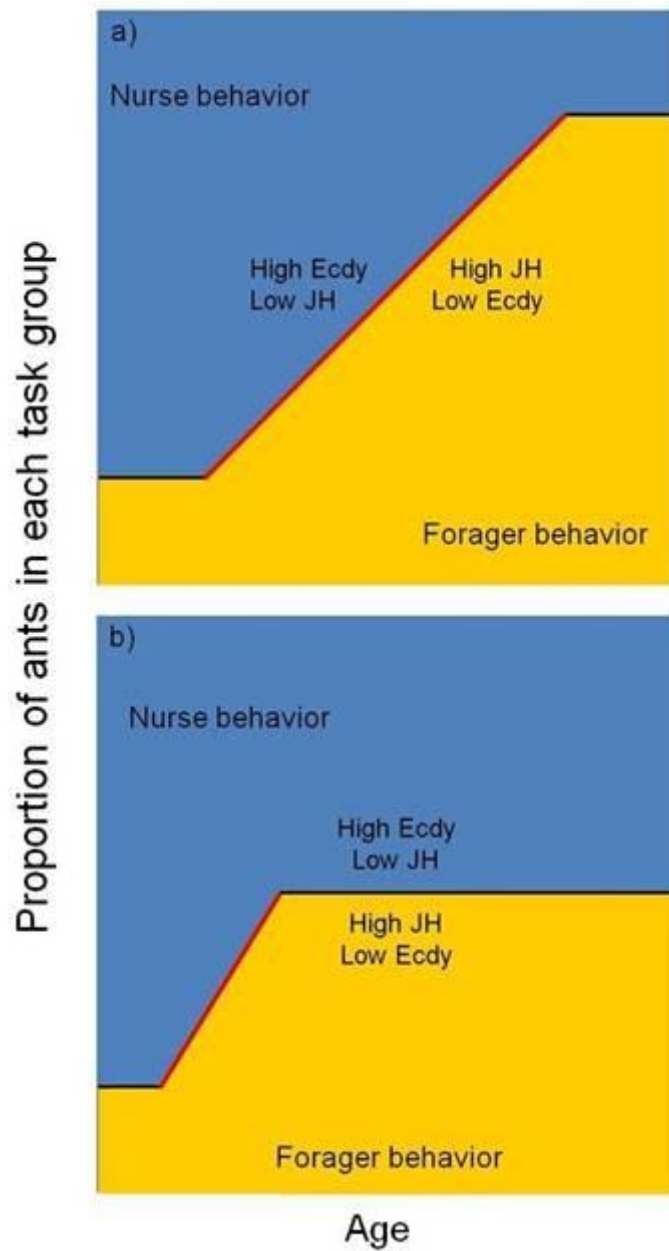 a)
Nurse behavior
High Ecdy
Low JH
High JH
Low Ecdy
Forager behavior
b)
Nurse behavior
High Ecdy
Low JH
High JH
Low Ecdy
Forager behavior
Proportion of ants in each task group
Age